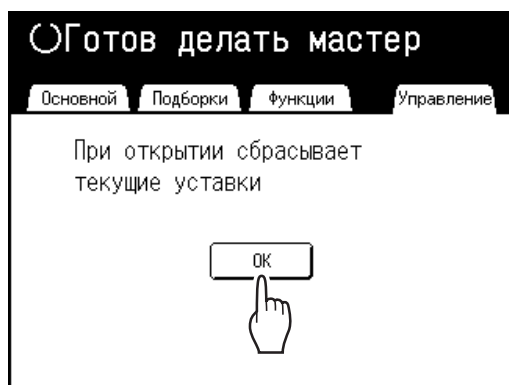 Готов делать мастер
Основной Подборки Функции Управление
При открытии сбрасывает
текущие уставки
OK